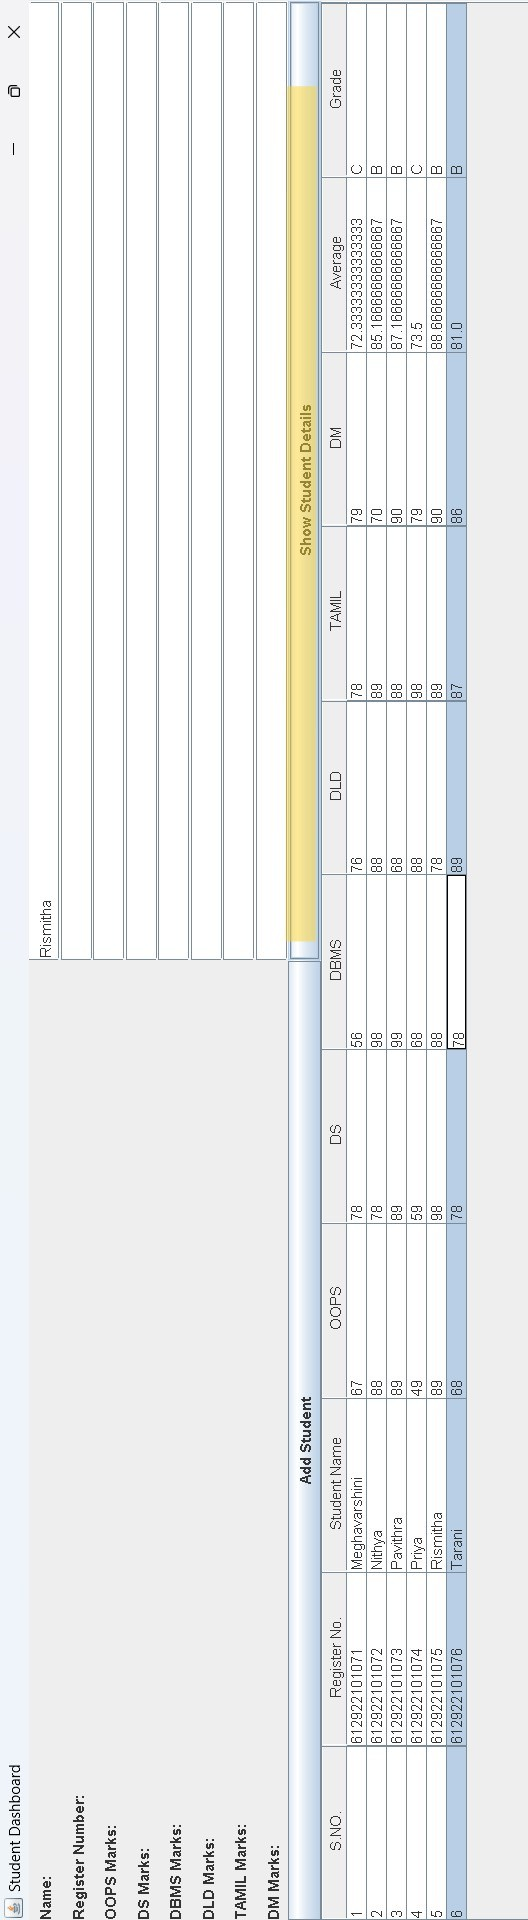 Student Dashboard
Name: Rismitha
Register Number:
OOPS Marks:
DS Marks:
DBMS Marks:
DLD Marks:
TAMIL Marks:
DM Marks:
Add Student Show Student Details
S.NO. Register No. Student Name OOPS DS DBMS DLD TAMIL DM Average Grade
1 612922101071 Meghavarshini 67 78 56 76 78 79 72.33333333333333 C
2 612922101072 Nithya 88 78 98 88 89 70 85.16666666666667 B
3 612922101073 Pavithra 89 89 99 68 88 90 87.16666666666667 B
4 612922101074 Priya 49 59 68 88 98 79 73.5 C
5 612922101075 Rismitha 89 98 88 78 89 90 88.66666666666667 B
6 612922101076 Tarani 68 78 78 89 87 86 81.0 B